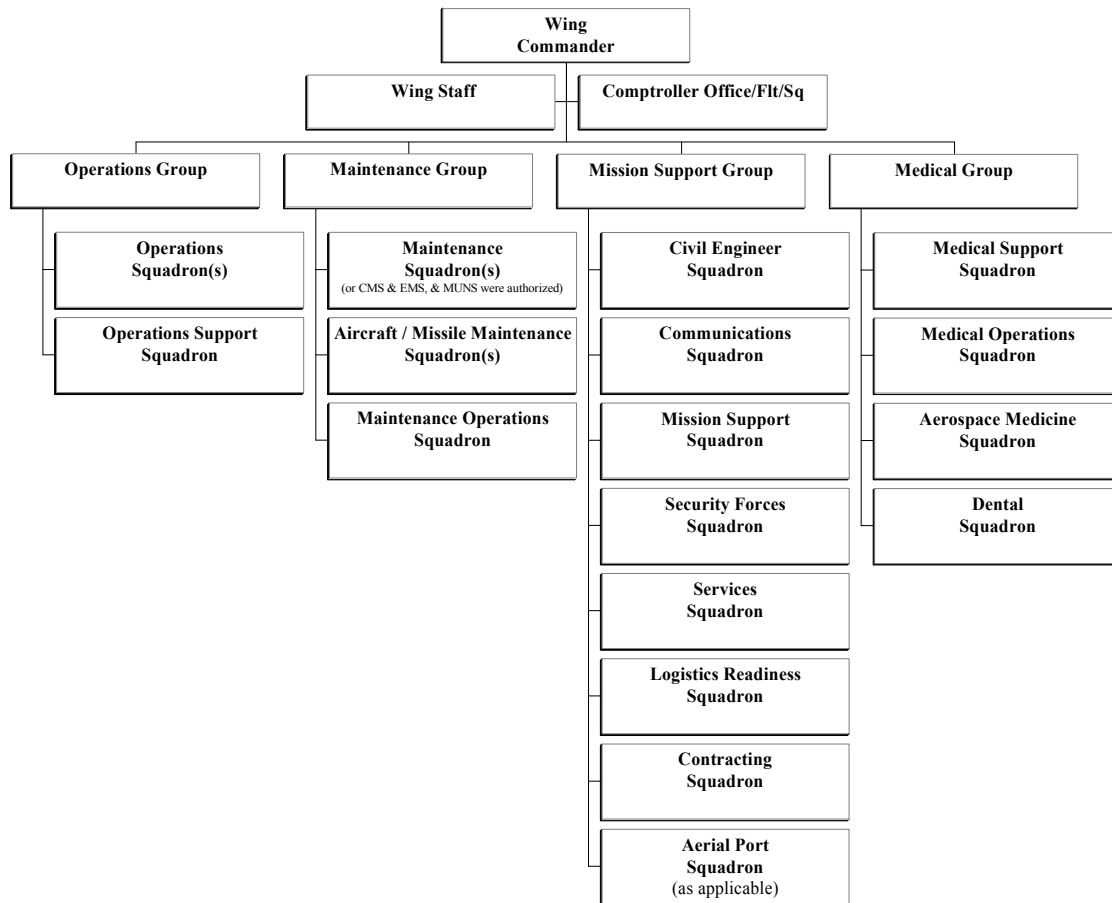 Wing
Commander
Wing Staff
Comptroller Office/Flt/Sq
Operations Group
Maintenance Group
Mission Support Group
Medical Group
Operations
Squadron(s)
Operations Support
Squadron
Maintenance
Squadron(s)
(or CMS & EMS, & MUNS were authorized)
Aircraft / Missile Maintenance
Squadron(s)
Maintenance Operations
Squadron
Civil Engineer
Squadron
Communications
Squadron
Mission Support
Squadron
Security Forces
Squadron
Services
Squadron
Logistics Readiness
Squadron
Contracting
Squadron
Aerial Port
Squadron
(as applicable)
Medical Support
Squadron
Medical Operations
Squadron
Aerospace Medicine
Squadron
Dental
Squadron